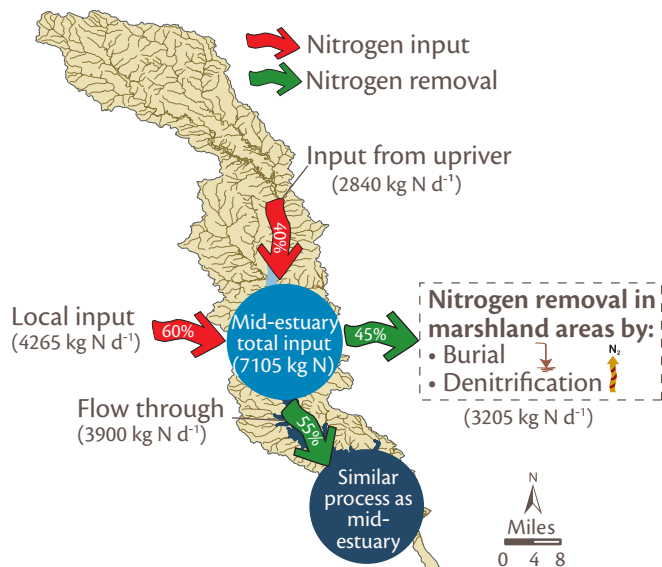 Nitrogen input
Nitrogen removal
Input from upriver
(2840 kg N d⁻¹)
40%
Local input
(4265 kg N d⁻¹)
60%
Mid-estuary
total input
(7105 kg N)
45%
Nitrogen removal in
marshland areas by:
• Burial
• Denitrification
N₂
(3205 kg N d⁻¹)
Flow through
(3900 kg N d⁻¹)
55%
Similar
process as
mid-
estuary
N
Miles
0 4 8